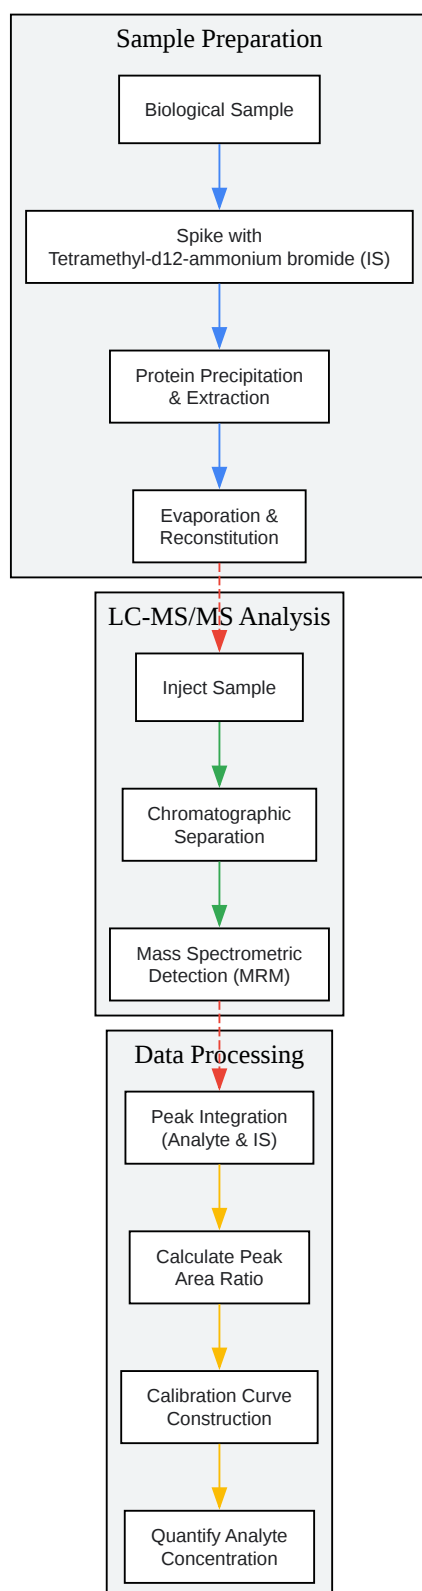 Sample Preparation
Biological Sample
Spike with
Tetramethyl-d12-ammonium bromide (IS)
Protein Precipitation
& Extraction
Evaporation &
Reconstitution
LC-MS/MS Analysis
Inject Sample
Chromatographic
Separation
Mass Spectrometric
Detection (MRM)
Data Processing
Peak Integration
(Analyte & IS)
Calculate Peak
Area Ratio
Calibration Curve
Construction
Quantify Analyte
Concentration